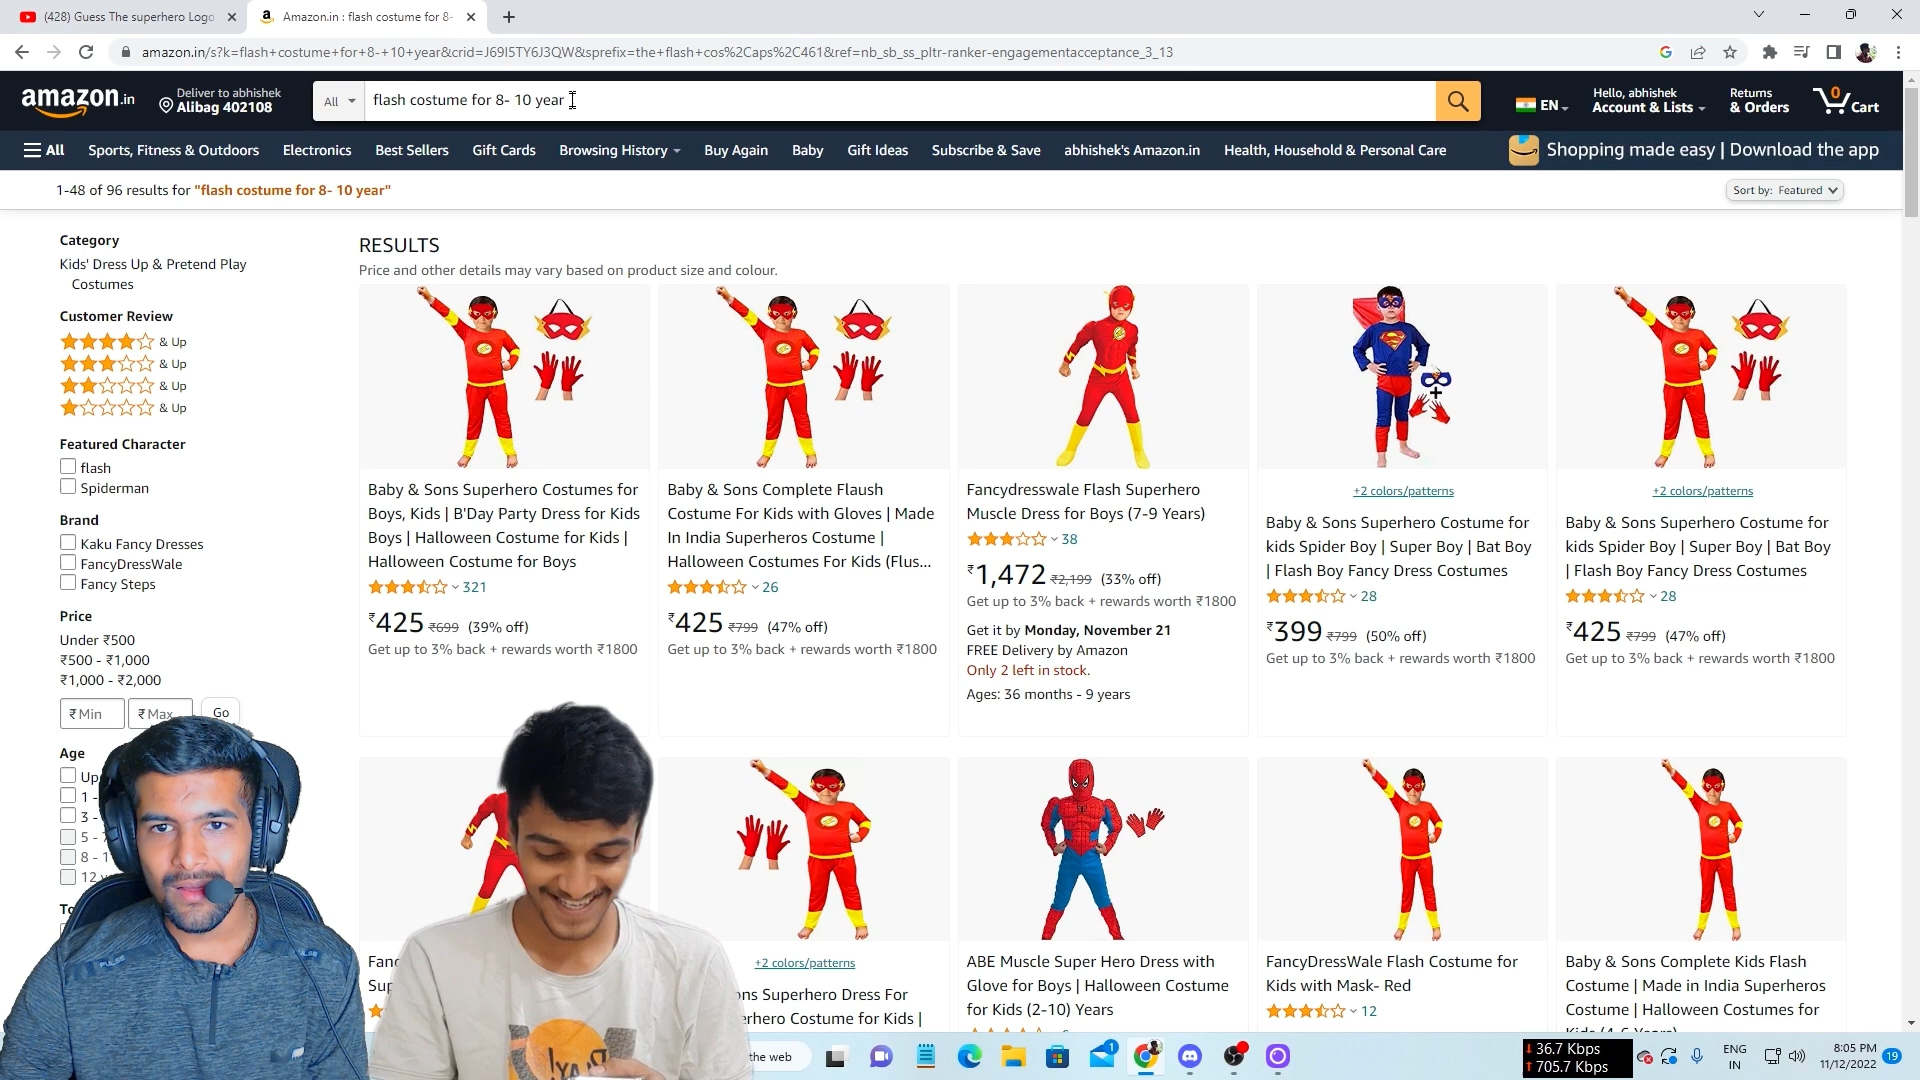 (428) Guess The superhero Logo
Amazon.in : flash costume for 8-
amazon.in/s?k=flash+costume+for+8-+10+year&crid=J69I5TY6J3QW&sprefix=the+flash+cos%2Caps%2C461&ref=nb_sb_ss_pltr-ranker-engagementacceptance_3_13
amazon.in
Deliver to abhishek
Alibag 402108
All
flash costume for 8- 10 year
EN
Hello, abhishek
Account & Lists
Returns
& Orders
0
Cart
All
Sports, Fitness & Outdoors
Electronics
Best Sellers
Gift Cards
Browsing History
Buy Again
Baby
Gift Ideas
Subscribe & Save
abhishek's Amazon.in
Health, Household & Personal Care
Shopping made easy | Download the app
1-48 of 96 results for "flash costume for 8- 10 year"
Sort by: Featured
Category
Kids' Dress Up & Pretend Play
Costumes
Customer Review
& Up
& Up
& Up
& Up
Featured Character
flash
Spiderman
Brand
Kaku Fancy Dresses
FancyDressWale
Fancy Steps
Price
Under ₹500
₹500 - ₹1,000
₹1,000 - ₹2,000
₹ Min
₹ Max
Go
Age
RESULTS
Price and other details may vary based on product size and colour.
Baby & Sons Superhero Costumes for
Boys, Kids | B'Day Party Dress for Kids
Boys | Halloween Costume for Kids |
Halloween Costume for Boys
321
₹425 ₹699 (39% off)
Get up to 3% back + rewards worth ₹1800
Baby & Sons Complete Flaush
Costume For Kids with Gloves | Made
In India Superheros Costume |
Halloween Costumes For Kids (Flus...
26
₹425 ₹799 (47% off)
Get up to 3% back + rewards worth ₹1800
Fancydresswale Flash Superhero
Muscle Dress for Boys (7-9 Years)
38
₹1,472 ₹2,199 (33% off)
Get up to 3% back + rewards worth ₹1800
Get it by Monday, November 21
FREE Delivery by Amazon
Only 2 left in stock.
Ages: 36 months - 9 years
+2 colors/patterns
Baby & Sons Superhero Costume for
kids Spider Boy | Super Boy | Bat Boy
| Flash Boy Fancy Dress Costumes
28
₹399 ₹799 (50% off)
Get up to 3% back + rewards worth ₹1800
+2 colors/patterns
Baby & Sons Superhero Costume for
kids Spider Boy | Super Boy | Bat Boy
| Flash Boy Fancy Dress Costumes
28
₹425 ₹799 (47% off)
Get up to 3% back + rewards worth ₹1800
+2 colors/patterns
Superhero Dress For
Costume for Kids |
ABE Muscle Super Hero Dress with
Glove for Boys | Halloween Costume
for Kids (2-10) Years
FancyDressWale Flash Costume for
Kids with Mask- Red
12
Baby & Sons Complete Kids Flash
Costume | Made in India Superheros
Costume | Halloween Costumes for
PULSE
the web
1
36.7 Kbps
705.7 Kbps
ENG
IN
8:05 PM
11/12/2022
19